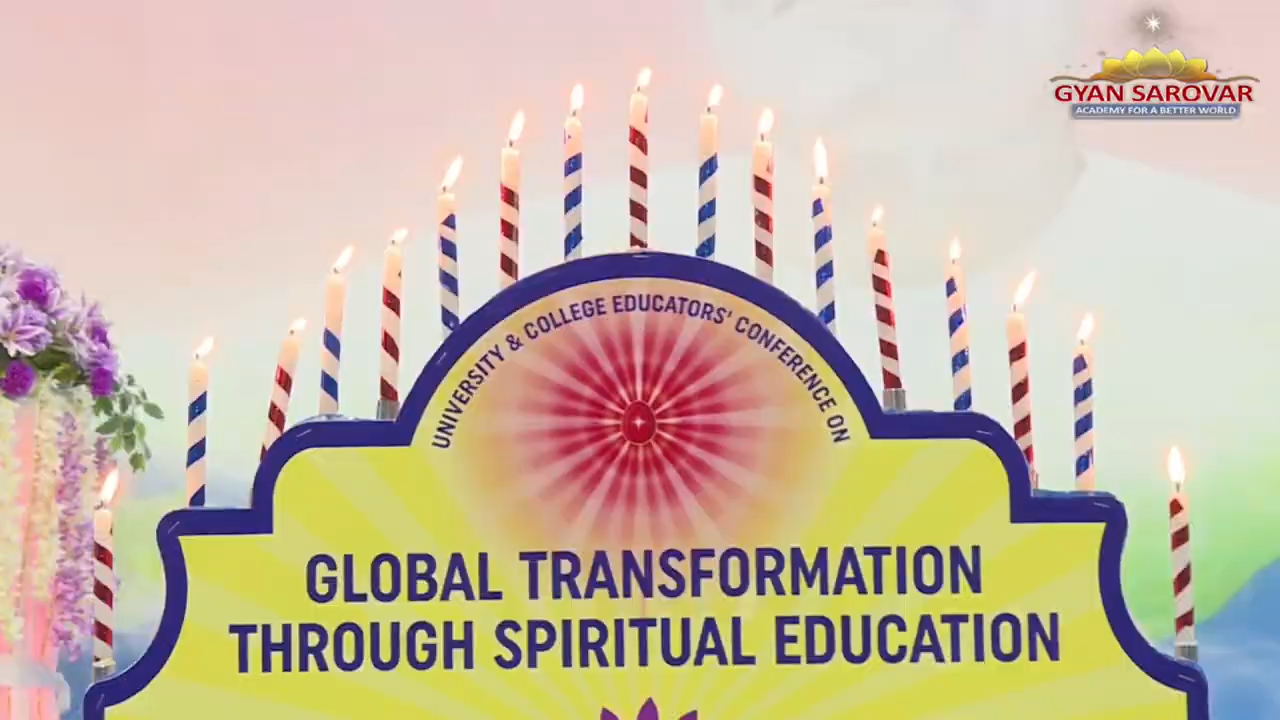 GYAN SAROVAR
ACADEMY FOR A BETTER WORLD
UNIVERSITY & COLLEGE EDUCATORS' CONFERENCE ON
GLOBAL TRANSFORMATION
THROUGH SPIRITUAL EDUCATION